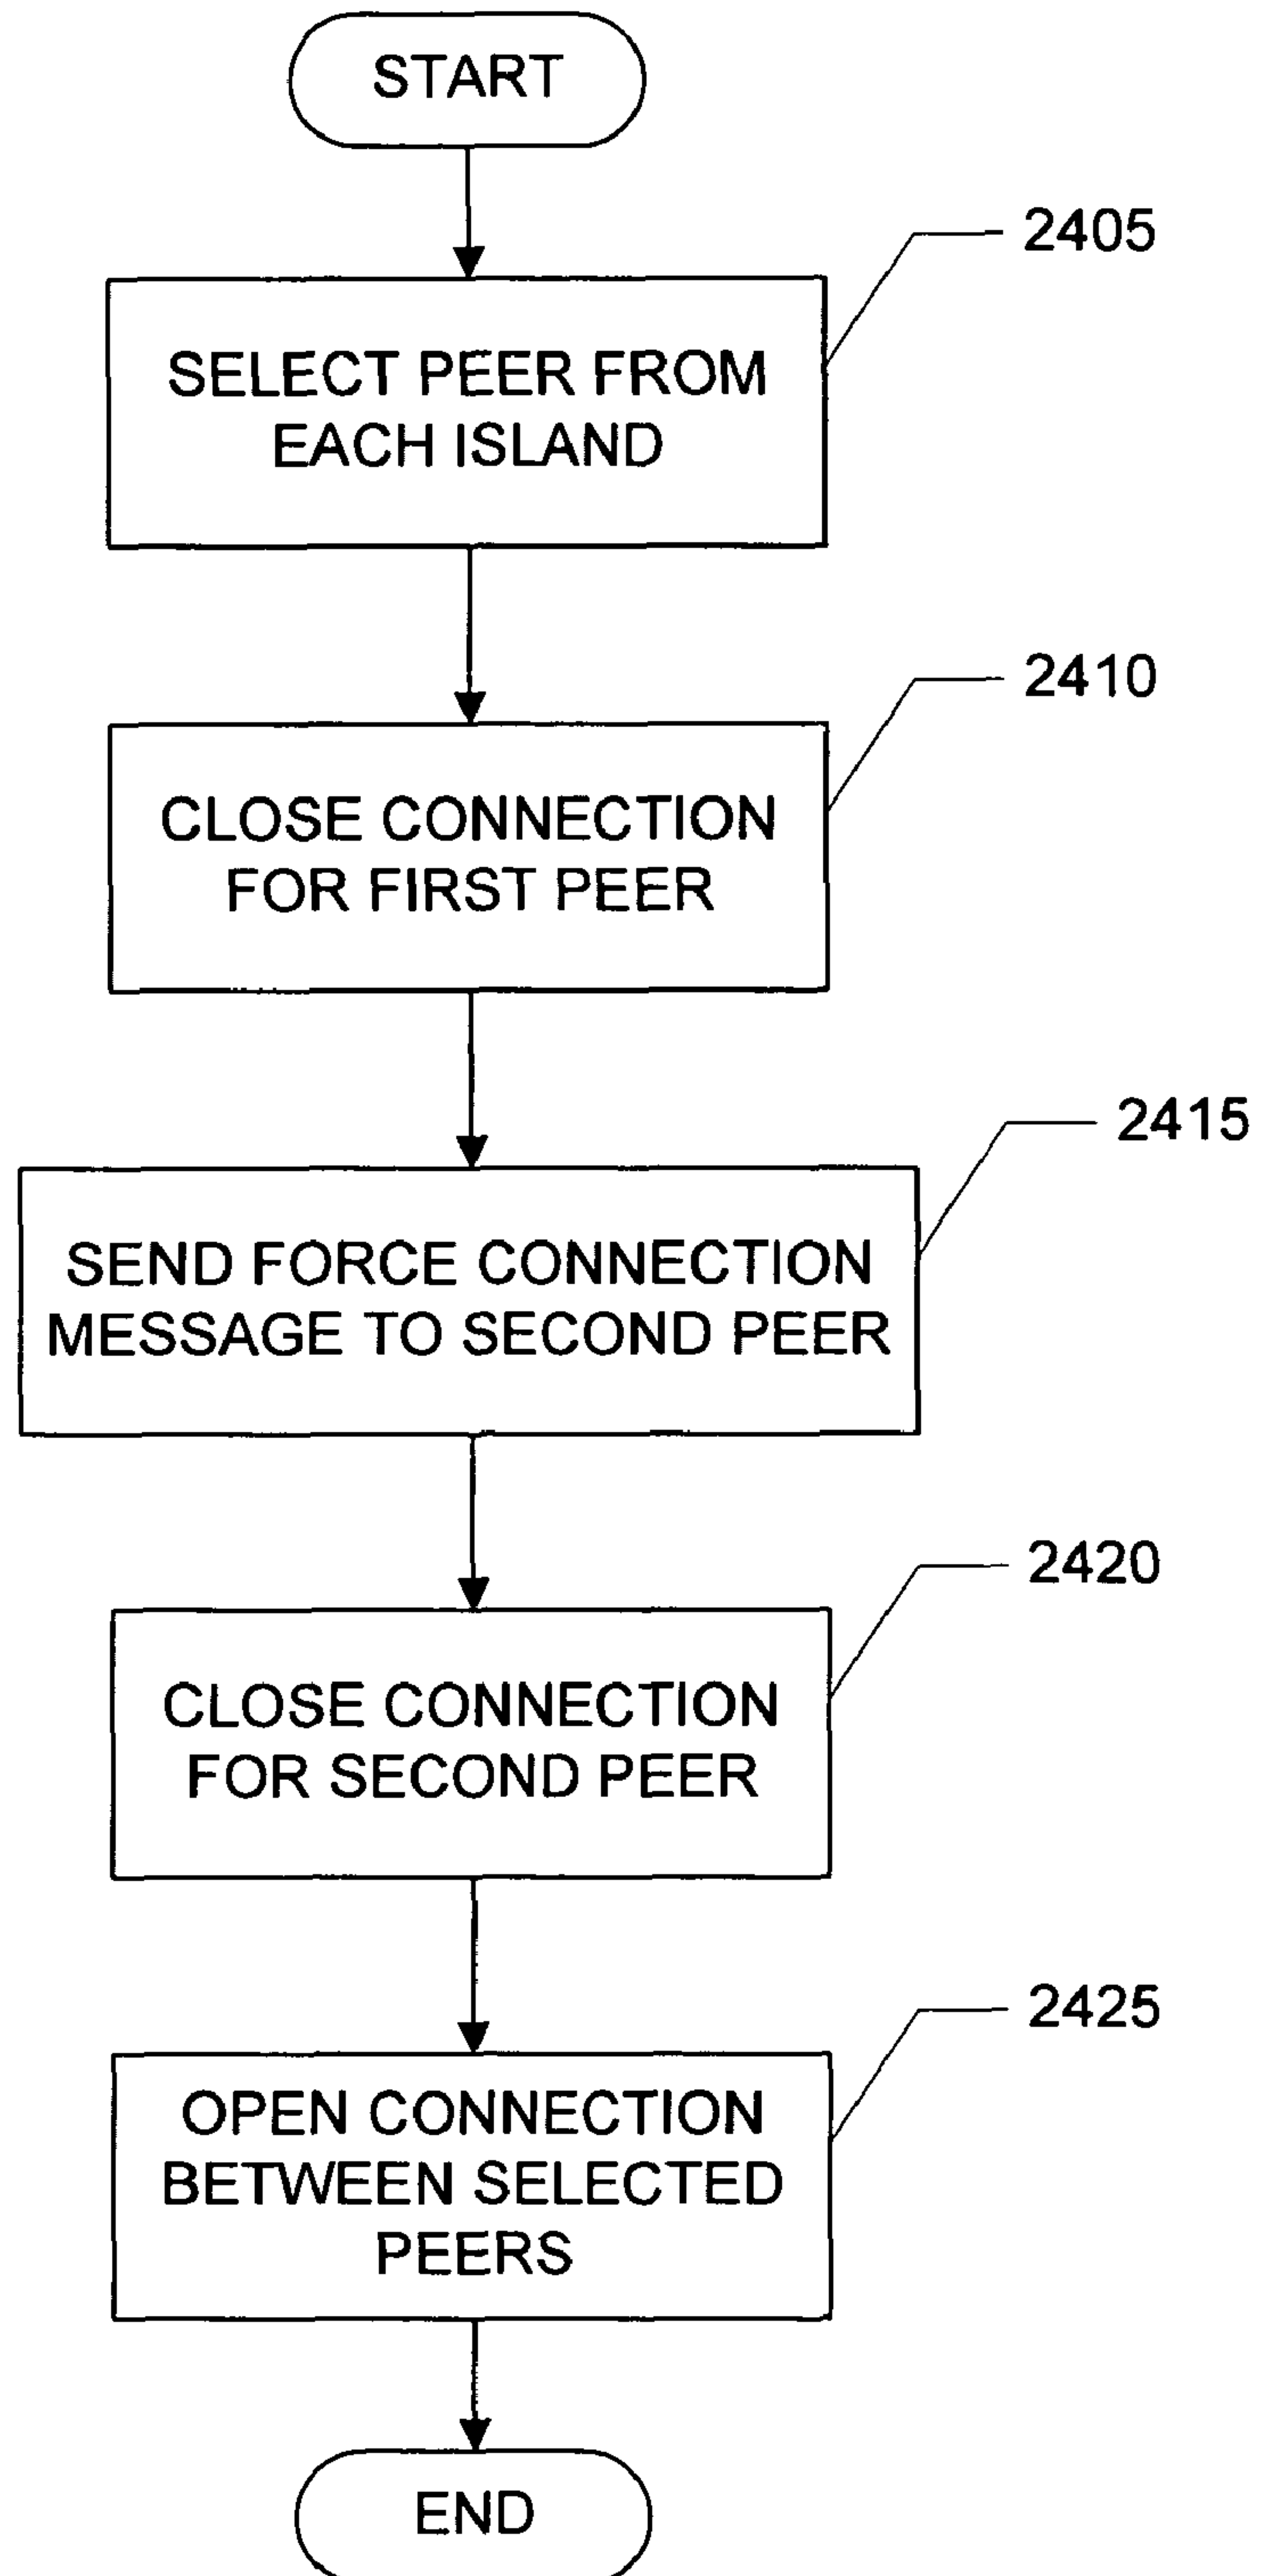 START
2405
SELECT PEER FROM
EACH ISLAND
2410
CLOSE CONNECTION
FOR FIRST PEER
2415
SEND FORCE CONNECTION
MESSAGE TO SECOND PEER
2420
CLOSE CONNECTION
FOR SECOND PEER
2425
OPEN CONNECTION
BETWEEN SELECTED
PEERS
END